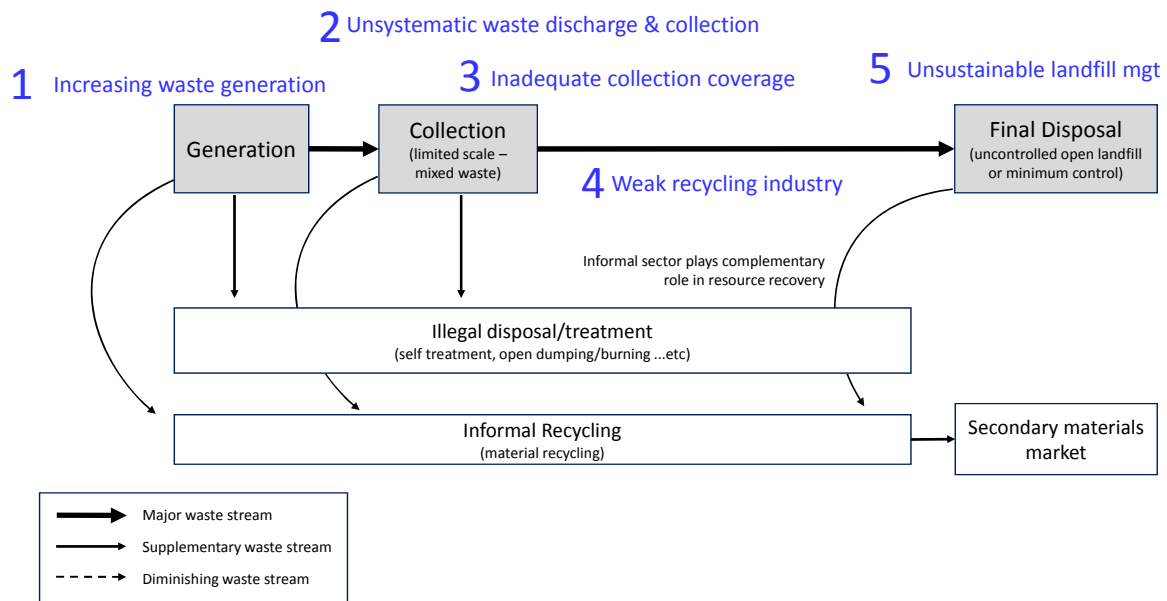 2 Unsystematic waste discharge & collection
1 Increasing waste generation
3 Inadequate collection coverage
5 Unsustainable landfill mgt
Generation
Collection
(limited scale –
mixed waste)
Final Disposal
(uncontrolled open landfill
or minimum control)
4 Weak recycling industry
Informal sector plays complementary
role in resource recovery
Illegal disposal/treatment
(self treatment, open dumping/burning ...etc)
Informal Recycling
(material recycling)
Secondary materials
market
Major waste stream
Supplementary waste stream
Diminishing waste stream